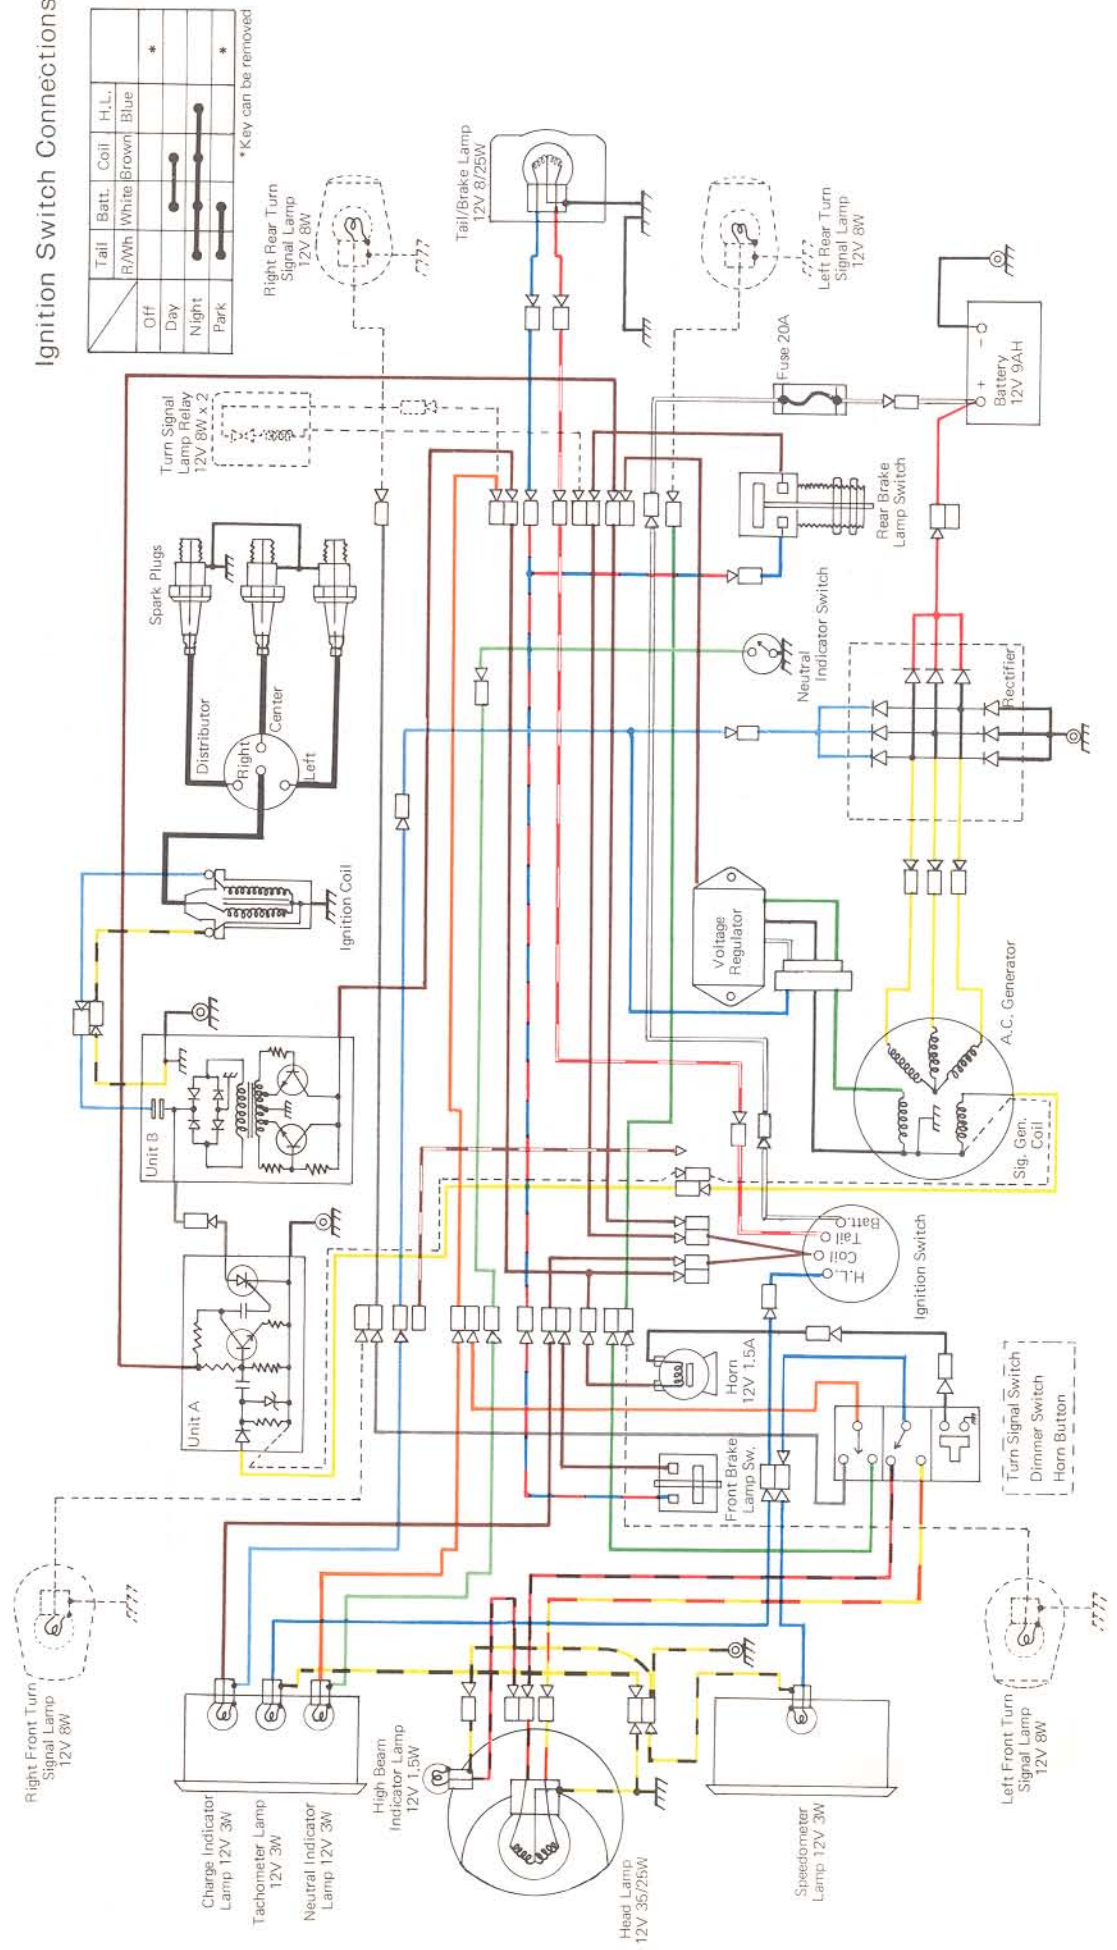 Ignition Switch Connections
Tail Batt. Coil H.L.
R/Wh White Brown Blue
Off *
Day
Night
Park *
*Key can be removed
Right Rear Turn
Signal Lamp
12V 8W
Tail/Brake Lamp
12V 8/25W
Left Rear Turn
Signal Lamp
12V 8W
Turn Signal
Lamp Relay
12V 8W x 2
Fuse 20A
+ −
Battery
12V 9AH
Spark Plugs
Rear Brake
Lamp Switch
Distributor
Right
Center
Left
Neutral
Indicator Switch
Rectifier
Ignition Coil
Voltage
Regulator
A.C. Generator
Unit B
Sig. Gen.
Coil
Unit A
Batt.
Tail
Coil
H.L.
Ignition Switch
Horn
12V 1.5A
Front Brake
Lamp Sw.
Turn Signal Switch
Dimmer Switch
Horn Button
Right Front Turn
Signal Lamp
12V 8W
Charge Indicator
Lamp 12V 3W
Tachometer Lamp
12V 3W
Neutral Indicator
Lamp 12V 3W
High Beam
Indicator Lamp
12V 1.5W
Head Lamp
12V 35/25W
Speedometer
Lamp 12V 3W
Left Front Turn
Signal Lamp
12V 8W